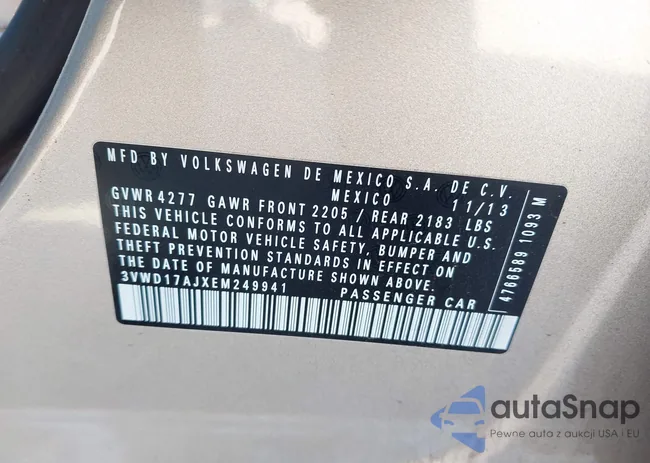 MFD BY VOLKSWAGEN DE MEXICO S.A. DE C.V.
MEXICO 11/13
GVWR 4277 GAWR FRONT 2205 / REAR 2183 LBS
THIS VEHICLE CONFORMS TO ALL APPLICABLE U.S.
FEDERAL MOTOR VEHICLE SAFETY, BUMPER AND
THEFT PREVENTION STANDARDS IN EFFECT ON
THE DATE OF MANUFACTURE SHOWN ABOVE.
3VWD17AJXEM249941 PASSENGER CAR
4766589 1093 M
autaSnap
Pewne auta z aukcji USA i EU